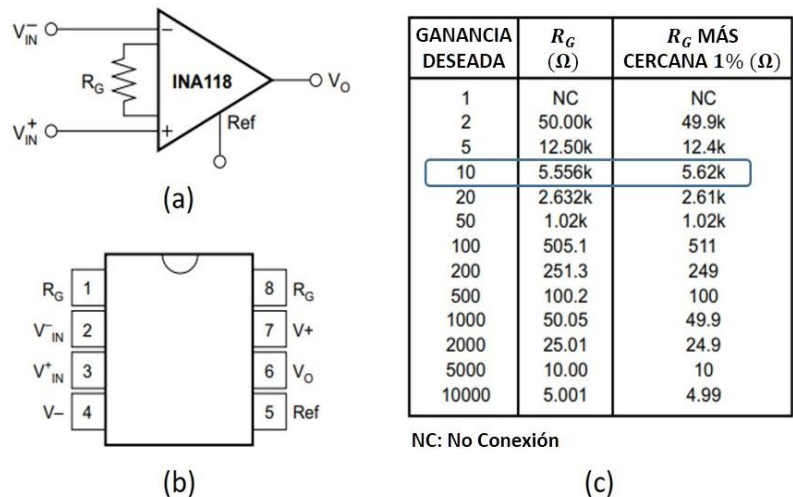 V⁻IN
RG
INA118
VO
V⁺IN
Ref
(a)
RG 1 8 RG
V⁻IN 2 7 V+
V⁺IN 3 6 VO
V– 4 5 Ref
(b)
GANANCIA DESEADA | RG (Ω) | RG MÁS CERCANA 1% (Ω)
1 NC NC
2 50.00k 49.9k
5 12.50k 12.4k
10 5.556k 5.62k
20 2.632k 2.61k
50 1.02k 1.02k
100 505.1 511
200 251.3 249
500 100.2 100
1000 50.05 49.9
2000 25.01 24.9
5000 10.00 10
10000 5.001 4.99
NC: No Conexión
(c)